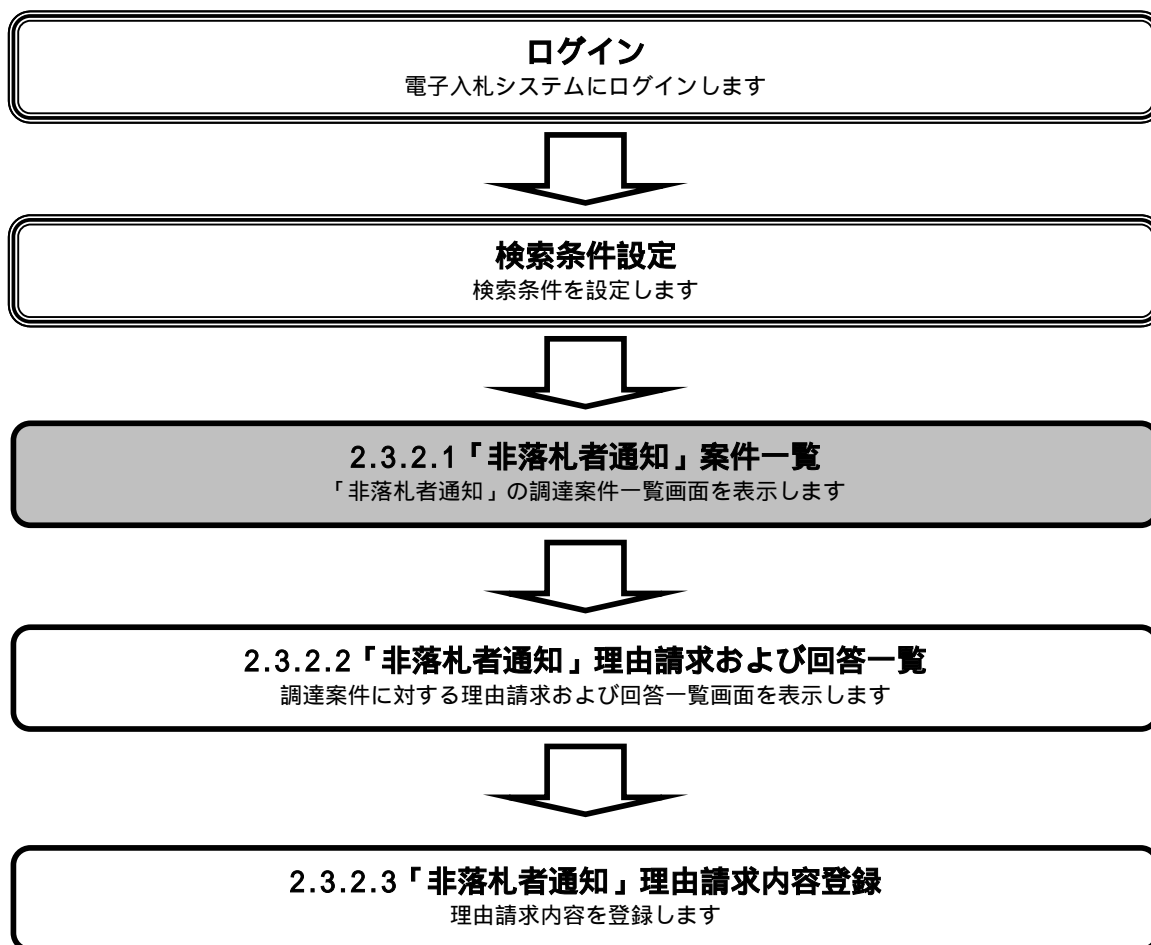 ログイン
電子入札システムにログインします
検索条件設定
検索条件を設定します
2.3.2.1「非落札者通知」案件一覧
「非落札者通知」の調達案件一覧画面を表示します
2.3.2.2「非落札者通知」理由請求および回答一覧
調達案件に対する理由請求および回答一覧画面を表示します
2.3.2.3「非落札者通知」理由請求内容登録
理由請求内容を登録します